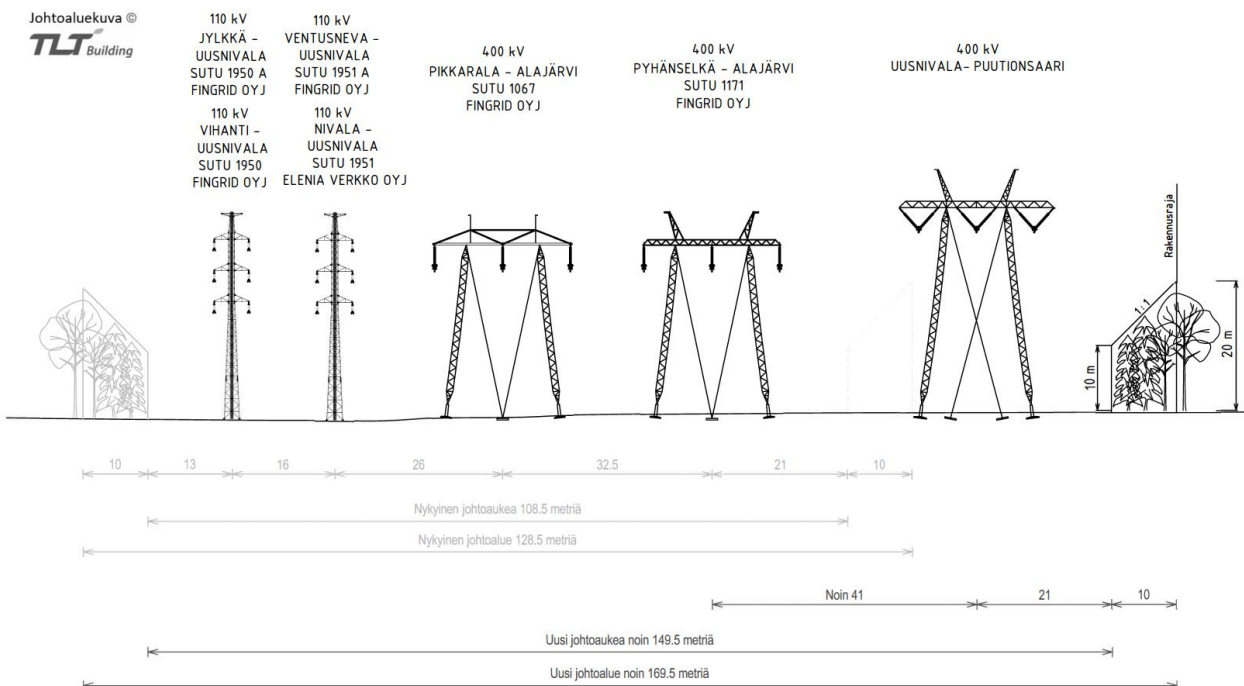 Johtoaluekuva ©
TLT Building
110 kV
JYLKKÄ –
UUSNIVALA
SUTU 1950 A
FINGRID OYJ
110 kV
VIHANTI –
UUSNIVALA
SUTU 1950
FINGRID OYJ
110 kV
VENTUSNEVA –
UUSNIVALA
SUTU 1951 A
FINGRID OYJ
110 kV
NIVALA –
UUSNIVALA
SUTU 1951
ELENIA VERKKO OYJ
400 kV
PIKKARALA – ALAJÄRVI
SUTU 1067
FINGRID OYJ
400 kV
PYHÄNSELKÄ – ALAJÄRVI
SUTU 1171
FINGRID OYJ
400 kV
UUSNIVALA– PUUTIONSAARI
Rakennusraja
1:1
10 m
20 m
10 13 16 26 32.5 21 10
Nykyinen johtoaukea 108.5 metriä
Nykyinen johtoalue 128.5 metriä
Noin 41 21 10
Uusi johtoaukea noin 149.5 metriä
Uusi johtoalue noin 169.5 metriä